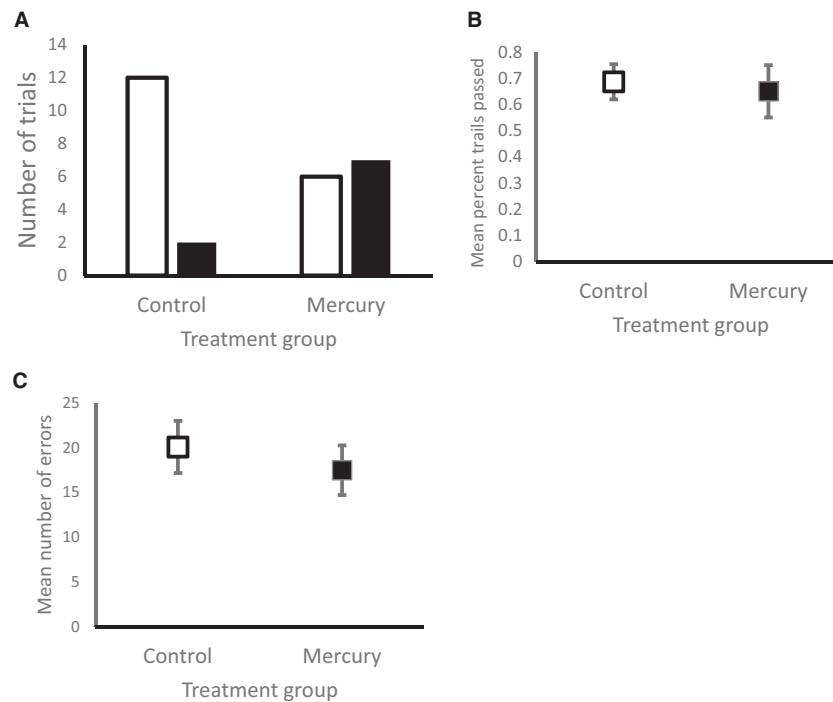 A
Number of trials
14
12
10
8
6
4
2
0
Control Mercury
Treatment group
B
Mean percent trails passed
0.8
0.7
0.6
0.5
0.4
0.3
0.2
0.1
0
Control Mercury
Treatment group
C
Mean number of errors
25
20
15
10
5
0
Control Mercury
Treatment group